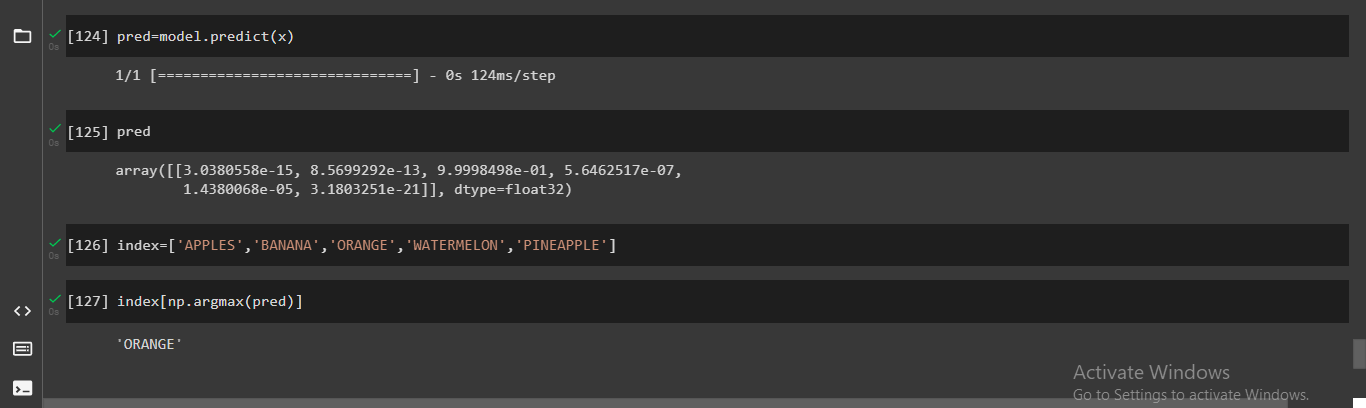 [124] pred=model.predict(x)
0s
1/1 [==============================] - 0s 124ms/step
[125] pred
0s
array([[3.0380558e-15, 8.5699292e-13, 9.9998498e-01, 5.6462517e-07,
1.4380068e-05, 3.1803251e-21]], dtype=float32)
[126] index=['APPLES','BANANA','ORANGE','WATERMELON','PINEAPPLE']
0s
[127] index[np.argmax(pred)]
0s
'ORANGE'
Activate Windows
Go to Settings to activate Windows.